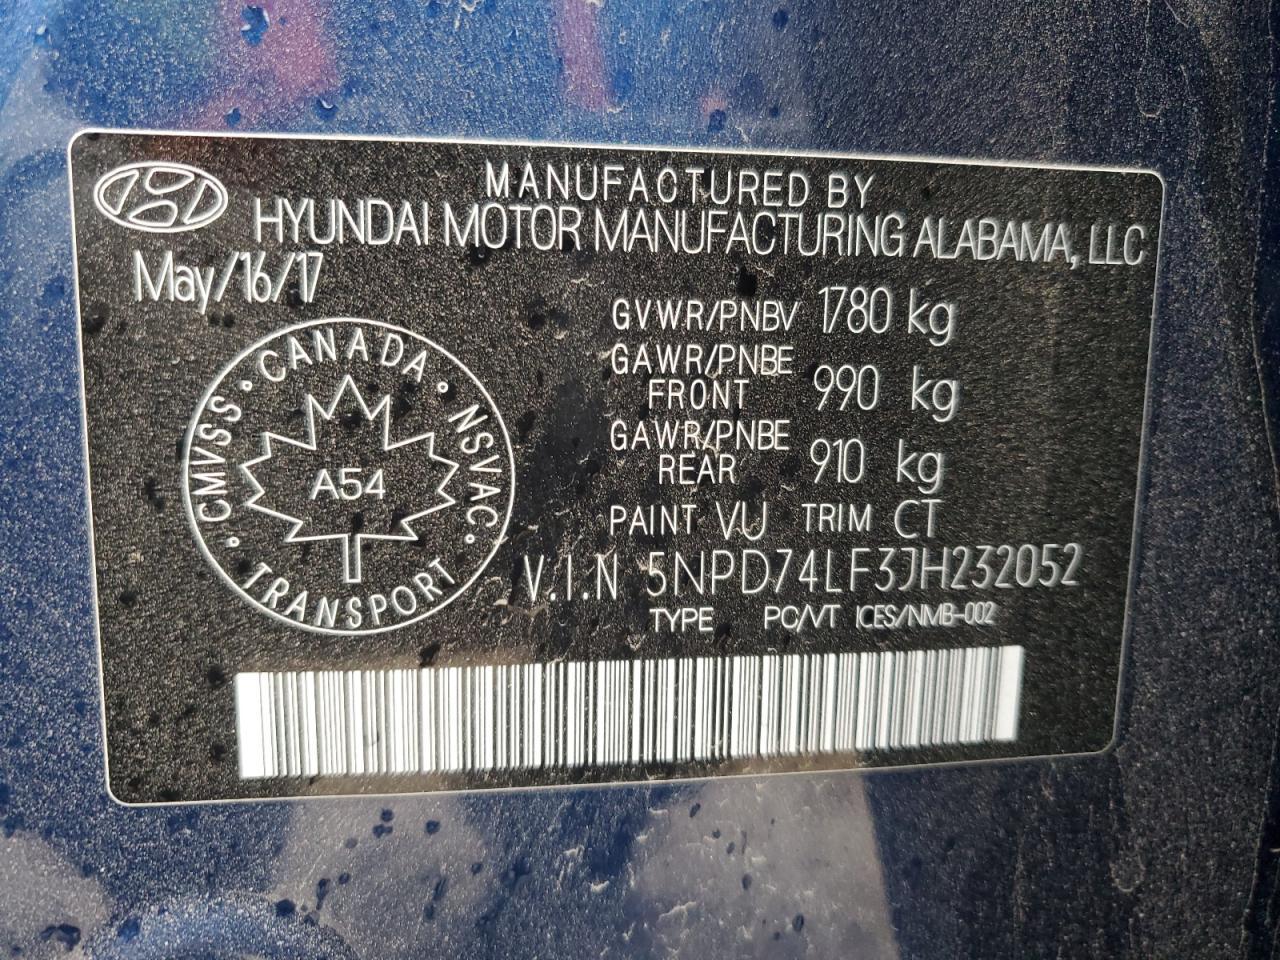 MANUFACTURED BY
HYUNDAI MOTOR MANUFACTURING ALABAMA, LLC
May/16/17
GVWR/PNBV 1780 kg
GAWR/PNBE FRONT 990 kg
GAWR/PNBE REAR 910 kg
PAINT VU TRIM CT
V.I.N 5NPD74LF3JH232052
TYPE PC/VT ICES/NMB-002
CANADA · NSVAC · TRANSPORT · CMVSS ·
A54